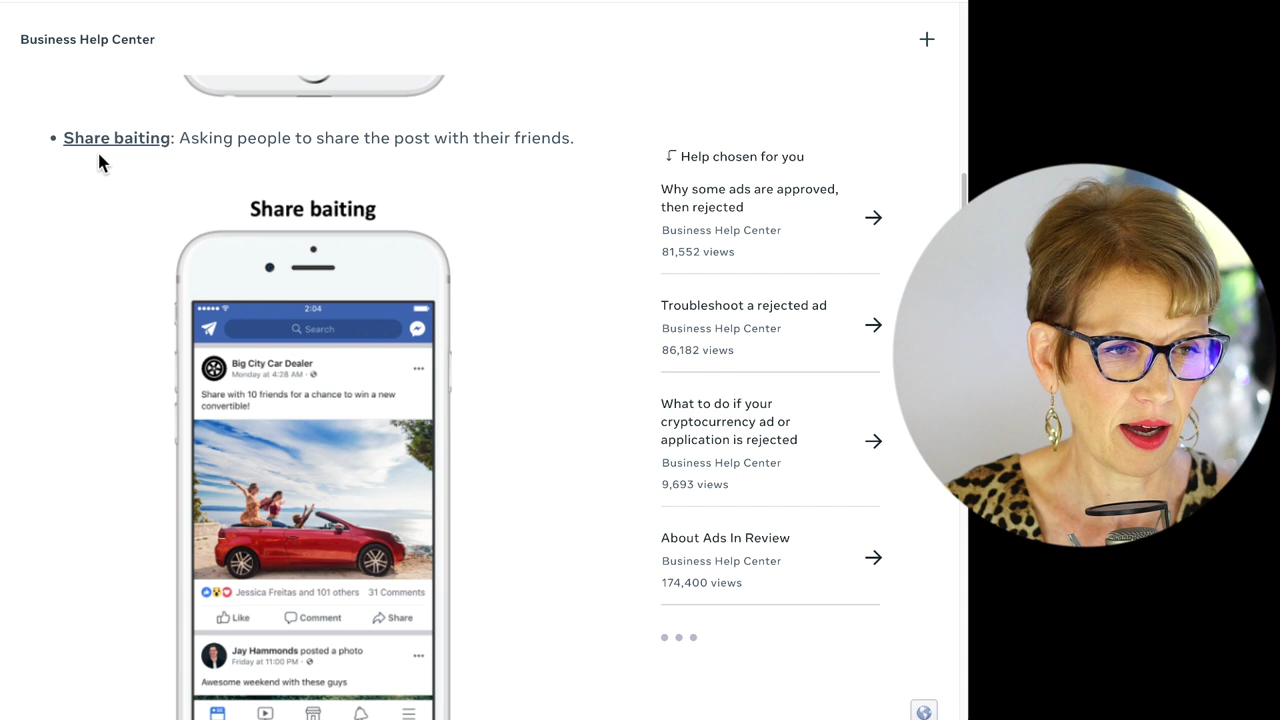 Business Help Center
• Share baiting: Asking people to share the post with their friends.
Share baiting
2:04
Search
Big City Car Dealer
Monday at 4:28 AM ·
Share with 10 friends for a chance to win a new
convertible!
Jessica Freitas and 101 others 31 Comments
Like Comment Share
Jay Hammonds posted a photo
Friday at 11:00 PM ·
Awesome weekend with these guys
Help chosen for you
Why some ads are approved,
then rejected
Business Help Center
81,552 views
Troubleshoot a rejected ad
Business Help Center
86,182 views
What to do if your
cryptocurrency ad or
application is rejected
Business Help Center
9,693 views
About Ads In Review
Business Help Center
174,400 views